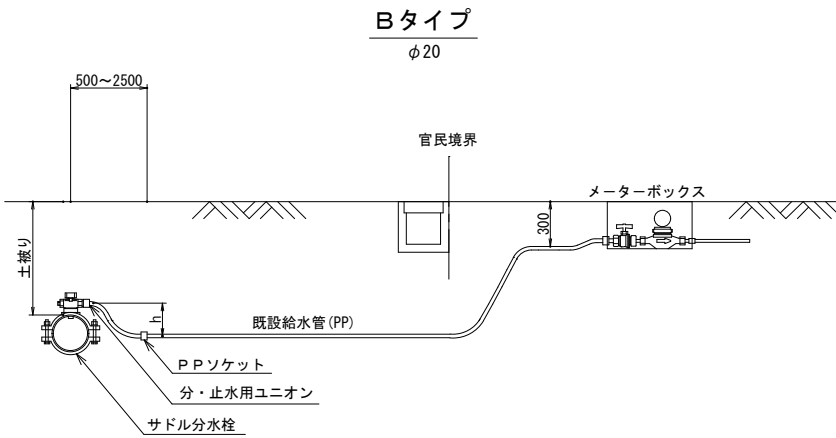 Bタイプ
φ20
500～2500
官民境界
メーターボックス
300
土被り
h
既設給水管(PP)
PPソケット
分・止水用ユニオン
サドル分水栓